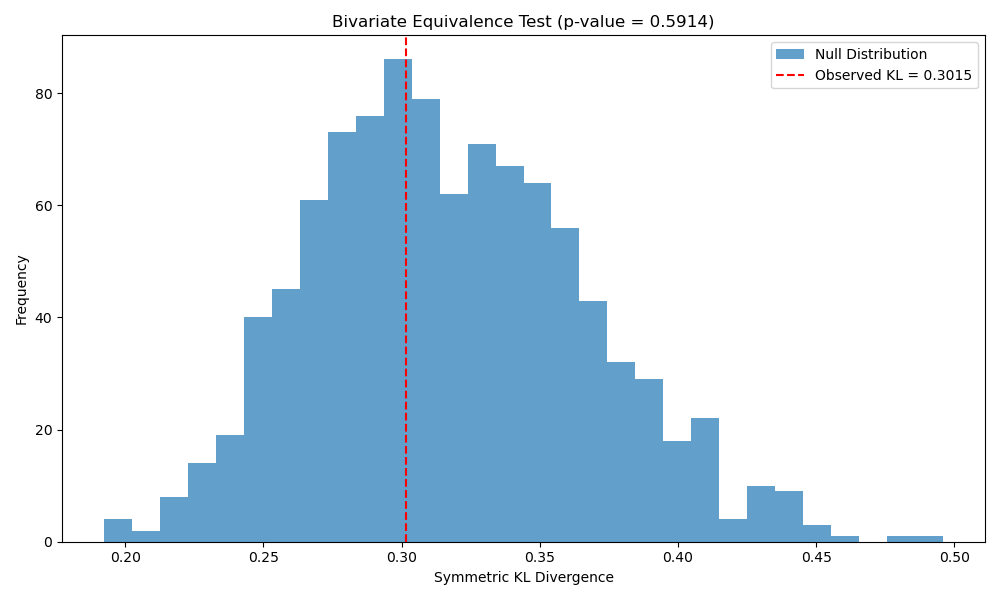 Bivariate Equivalence Test (p-value = 0.5914)
Null Distribution
Observed KL = 0.3015
Frequency
80
60
40
20
0
0.20 0.25 0.30 0.35 0.40 0.45 0.50
Symmetric KL Divergence